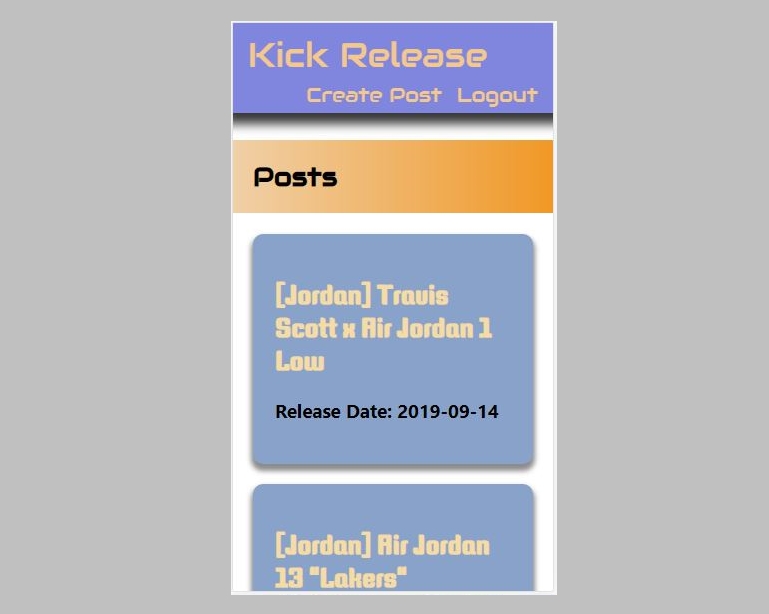 Kick Release
Create Post Logout
Posts
[Jordan] Travis
Scott x Air Jordan 1
Low
Release Date: 2019-09-14
[Jordan] Air Jordan
13 "Lakers"